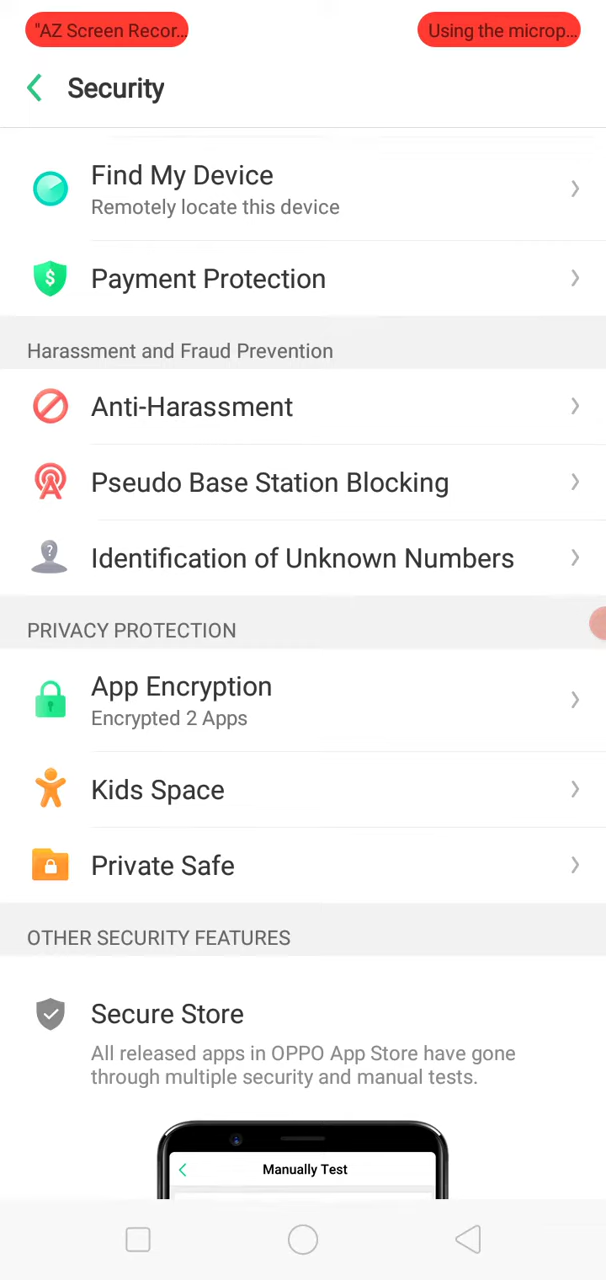 "AZ Screen Recor...
Using the microp...
Security
Find My Device
Remotely locate this device
$
Payment Protection
Harassment and Fraud Prevention
Anti-Harassment
Pseudo Base Station Blocking
?
Identification of Unknown Numbers
PRIVACY PROTECTION
App Encryption
Encrypted 2 Apps
Kids Space
Private Safe
OTHER SECURITY FEATURES
Secure Store
All released apps in OPPO App Store have gone
through multiple security and manual tests.
Manually Test